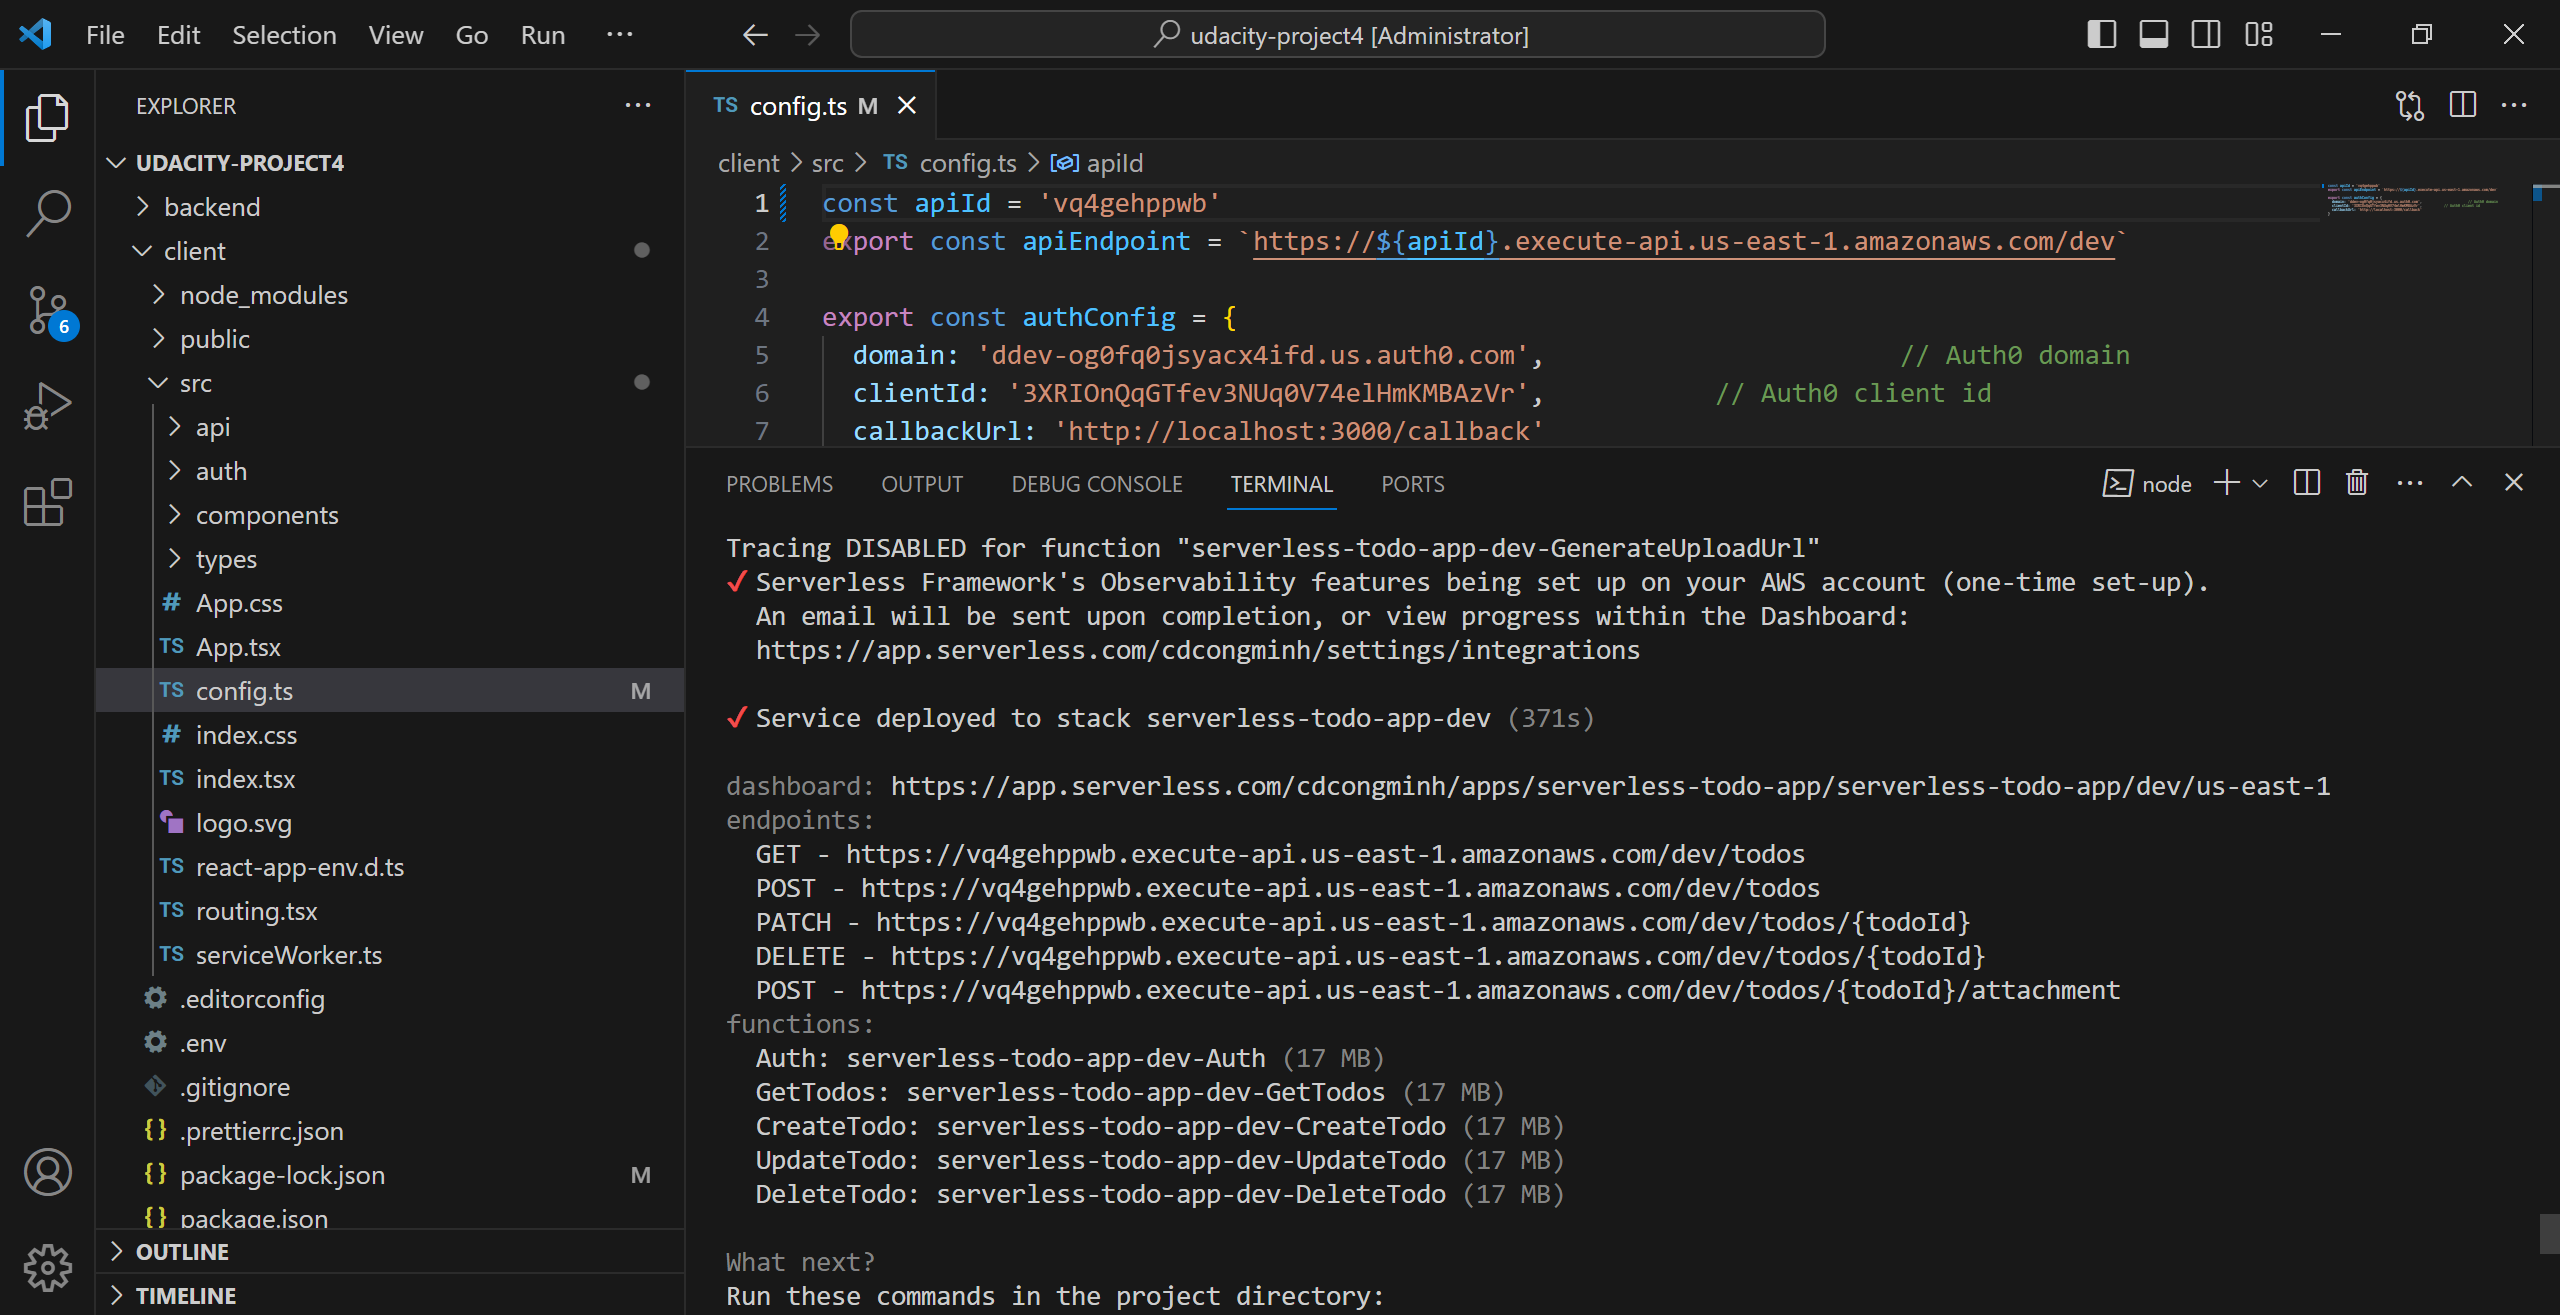 File Edit Selection View Go Run ···
udacity-project4 [Administrator]
EXPLORER
UDACITY-PROJECT4
backend
client
node_modules
public
src
api
auth
components
types
# App.css
TS App.tsx
TS config.ts M
# index.css
TS index.tsx
logo.svg
TS react-app-env.d.ts
TS routing.tsx
TS serviceWorker.ts
.editorconfig
.env
.gitignore
{} .prettierrc.json
{} package-lock.json M
{} package.json
OUTLINE
TIMELINE
6
TS config.ts M
client > src > TS config.ts > apiId
1 const apiId = 'vq4gehppwb'
2 export const apiEndpoint = `https://${apiId}.execute-api.us-east-1.amazonaws.com/dev`
3
4 export const authConfig = {
5 domain: 'ddev-og0fq0jsyacx4ifd.us.auth0.com', // Auth0 domain
6 clientId: '3XRIOnQqGTfev3NUq0V74elHmKMBAzVr', // Auth0 client id
7 callbackUrl: 'http://localhost:3000/callback'
PROBLEMS OUTPUT DEBUG CONSOLE TERMINAL PORTS
node
Tracing DISABLED for function "serverless-todo-app-dev-GenerateUploadUrl"
✓ Serverless Framework's Observability features being set up on your AWS account (one-time set-up).
An email will be sent upon completion, or view progress within the Dashboard:
https://app.serverless.com/cdcongminh/settings/integrations
✓ Service deployed to stack serverless-todo-app-dev (371s)
dashboard: https://app.serverless.com/cdcongminh/apps/serverless-todo-app/serverless-todo-app/dev/us-east-1
endpoints:
GET - https://vq4gehppwb.execute-api.us-east-1.amazonaws.com/dev/todos
POST - https://vq4gehppwb.execute-api.us-east-1.amazonaws.com/dev/todos
PATCH - https://vq4gehppwb.execute-api.us-east-1.amazonaws.com/dev/todos/{todoId}
DELETE - https://vq4gehppwb.execute-api.us-east-1.amazonaws.com/dev/todos/{todoId}
POST - https://vq4gehppwb.execute-api.us-east-1.amazonaws.com/dev/todos/{todoId}/attachment
functions:
Auth: serverless-todo-app-dev-Auth (17 MB)
GetTodos: serverless-todo-app-dev-GetTodos (17 MB)
CreateTodo: serverless-todo-app-dev-CreateTodo (17 MB)
UpdateTodo: serverless-todo-app-dev-UpdateTodo (17 MB)
DeleteTodo: serverless-todo-app-dev-DeleteTodo (17 MB)
What next?
Run these commands in the project directory: